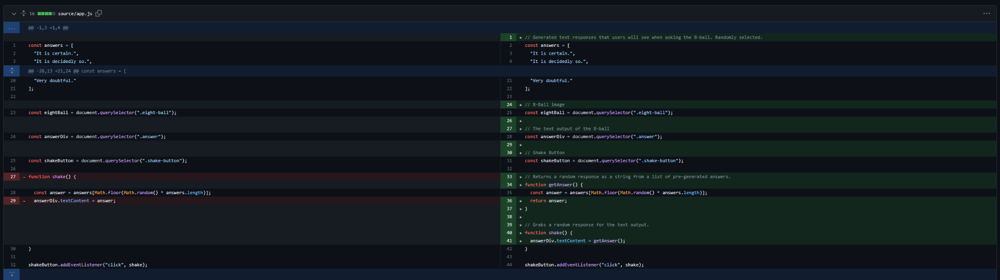 16 source/app.js
@@ -1,3 +1,4 @@
1 + // Generated text responses that users will see when asking the 8-ball. Randomly selected.
1 const answers = [ 2 const answers = [
2 "It is certain.", 3 "It is certain.",
3 "It is decidedly so.", 4 "It is decidedly so.",
@@ -20,13 +21,24 @@ const answers = [
20 "Very doubtful." 21 "Very doubtful."
21 ]; 22 ];
22 23
24 + // 8-Ball image
23 const eightBall = document.querySelector(".eight-ball"); 25 const eightBall = document.querySelector(".eight-ball");
26 +
27 + // The text output of the 8-ball
24 const answerDiv = document.querySelector(".answer"); 28 const answerDiv = document.querySelector(".answer");
29 +
30 + // Shake Button
25 const shakeButton = document.querySelector(".shake-button"); 31 const shakeButton = document.querySelector(".shake-button");
26 32
27 - function shake() { 33 + // Returns a random response as a string from a list of pre-generated answers.
34 + function getAnswer() {
28 const answer = answers[Math.floor(Math.random() * answers.length)]; 35 const answer = answers[Math.floor(Math.random() * answers.length)];
29 - answerDiv.textContent = answer; 36 + return answer;
37 + }
38 +
39 + // Grabs a random response for the text output.
40 + function shake() {
41 + answerDiv.textContent = getAnswer();
30 } 42 }
31 43
32 shakeButton.addEventListener("click", shake); 44 shakeButton.addEventListener("click", shake);